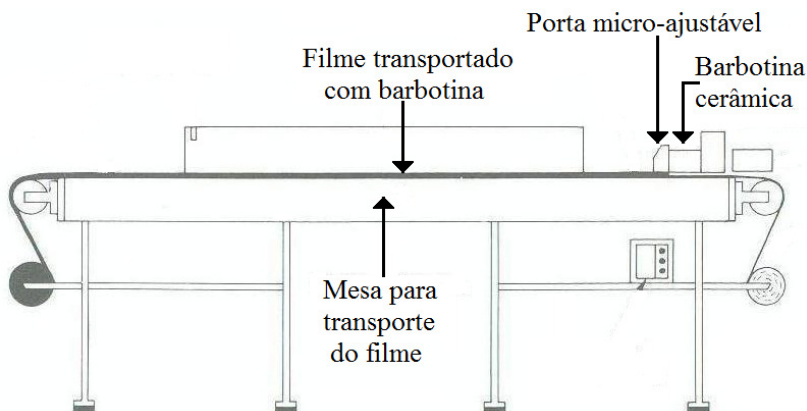 Porta micro-ajustável
Filme transportado
com barbotina
Barbotina
cerâmica
Mesa para
transporte
do filme